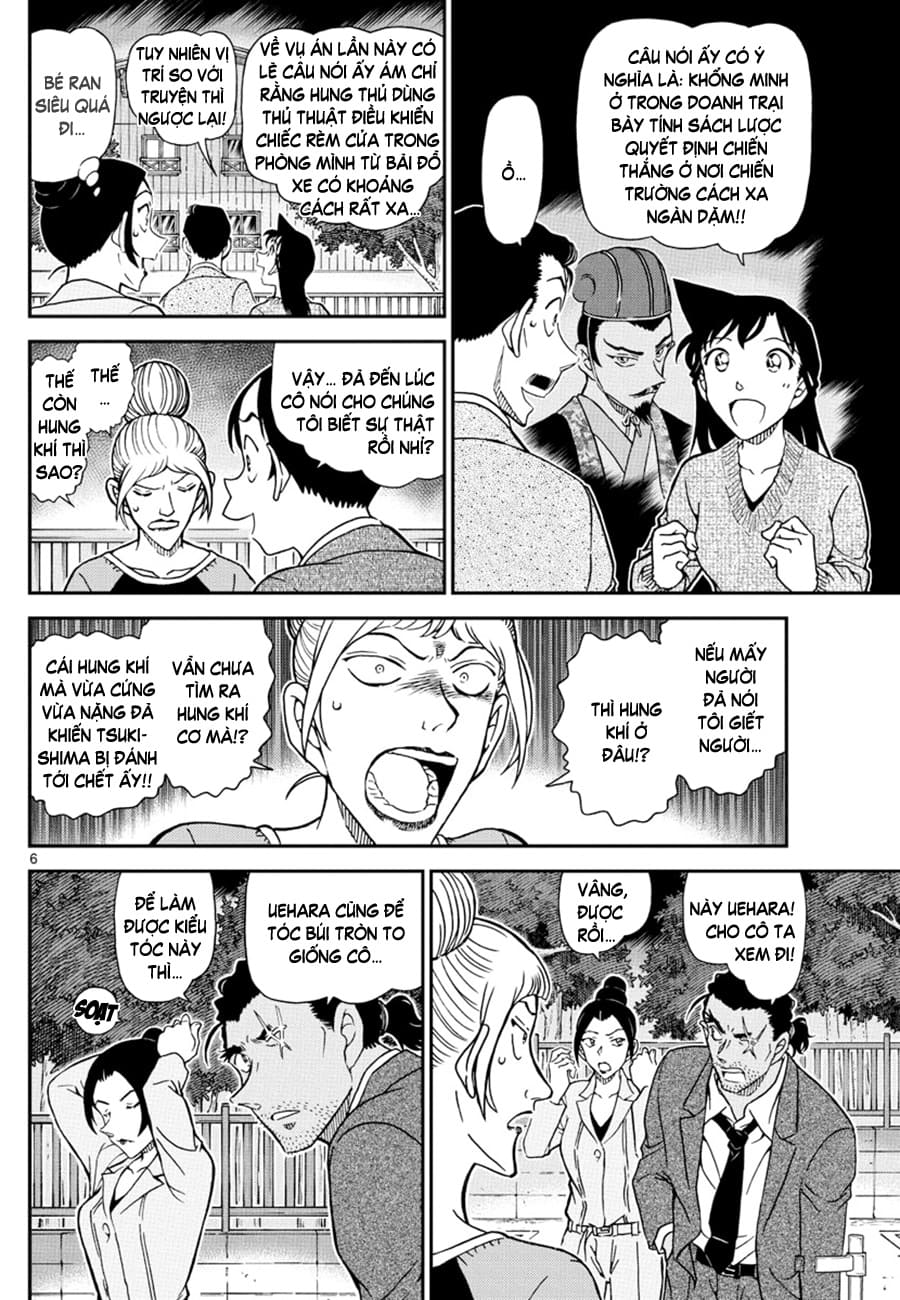 CÂU NÓI ẤY CÓ Ý
NGHĨA LÀ: KHỔNG MINH
Ở TRONG DOANH TRẠI
BÀY TÍNH SÁCH LƯỢC
QUYẾT ĐỊNH CHIẾN
THẮNG Ở NƠI CHIẾN
TRƯỜNG CÁCH XA
NGÀN DẶM!!
Ồ...
VỀ VỤ ÁN LẦN NÀY CÓ
LẼ CÂU NÓI ẤY ÁM CHỈ
RẰNG HUNG THỦ DÙNG
THỦ THUẬT ĐIỀU KHIỂN
CHIẾC RÈM CỬA TRONG
PHÒNG MÌNH TỪ BÃI ĐỖ
XE CÓ KHOẢNG
CÁCH RẤT XA...
TUY NHIÊN VỊ
TRÍ SO VỚI
TRUYỆN THÌ
NGƯỢC LẠI!
BÉ RAN
SIÊU QUÁ
ĐI...
VẬY... ĐÃ ĐẾN LÚC
CÔ NÓI CHO CHÚNG
TÔI BIẾT SỰ THẬT
RỒI NHỈ?
THẾ
...
THẾ
CÒN
HUNG
KHÍ THÌ
SAO?
NẾU MẤY
NGƯỜI
ĐÃ NÓI
TÔI GIẾT
NGƯỜI...
THÌ HUNG
KHÍ Ở
ĐÂU!?
VẪN CHƯA
TÌM RA
HUNG KHÍ
CƠ MÀ!?
CÁI HUNG KHÍ
MÀ VỪA CỨNG
VỪA NẶNG ĐÃ
KHIẾN TSUKI-
SHIMA BỊ ĐÁNH
TỚI CHẾT ẤY!!
6
NÀY UEHARA!
CHO CÔ TA
XEM ĐI!
VÂNG,
ĐƯỢC
RỒI...
UEHARA CŨNG ĐỂ
TÓC BÚI TRÒN TO
GIỐNG CÔ...
ĐỂ LÀM
ĐƯỢC KIỂU
TÓC NÀY
THÌ...
SOẠT